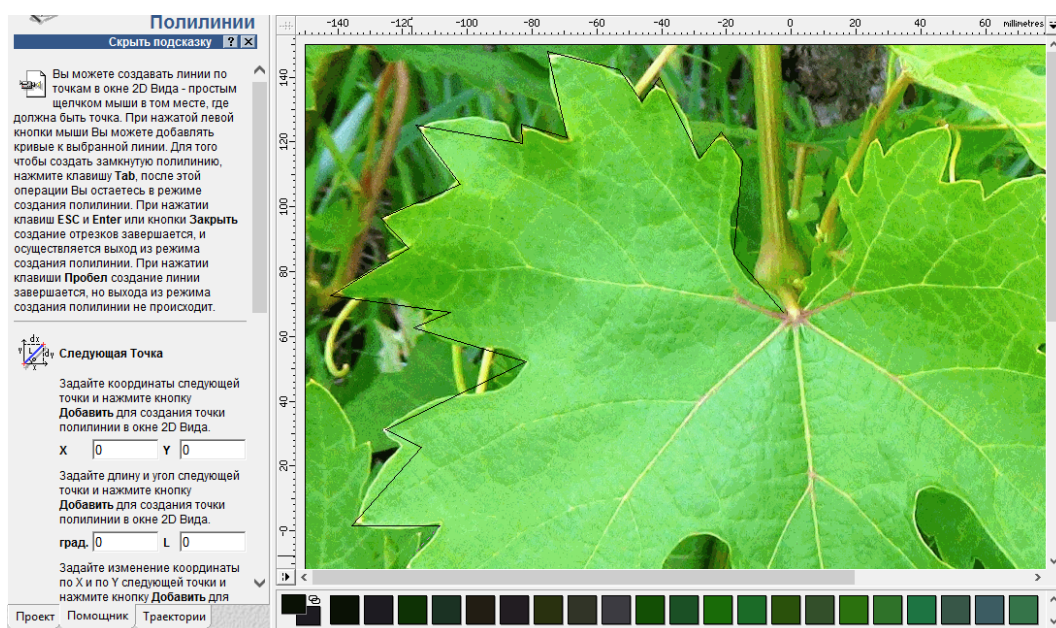 Полилинии
Скрыть подсказку ? X
Вы можете создавать линии по
точкам в окне 2D Вида - простым
щелчком мыши в том месте, где
должна быть точка. При нажатой левой
кнопки мыши Вы можете добавлять
кривые к выбранной линии. Для того
чтобы создать замкнутую полилинию,
нажмите клавишу Tab, после этой
операции Вы остаетесь в режиме
создания полилинии. При нажатии
клавиш ESC и Enter или кнопки Закрыть
создание отрезков завершается, и
осуществляется выход из режима
создания полилинии. При нажатии
клавиши Пробел создание линии
завершается, но выхода из режима
создания полилинии не происходит.
Следующая Точка
Задайте координаты следующей
точки и нажмите кнопку
Добавить для создания точки
полилинии в окне 2D Вида.
X 0 Y 0
Задайте длину и угол следующей
точки и нажмите кнопку
Добавить для создания точки
полилинии в окне 2D Вида.
град. 0 L 0
Задайте изменение координаты
по X и по Y следующей точки и
нажмите кнопку Добавить для
Проект Помощник Траектории
-140 -120 -100 -80 -60 -40 -20 0 20 40 60 millimetres
140
120
100
80
60
40
20
-0